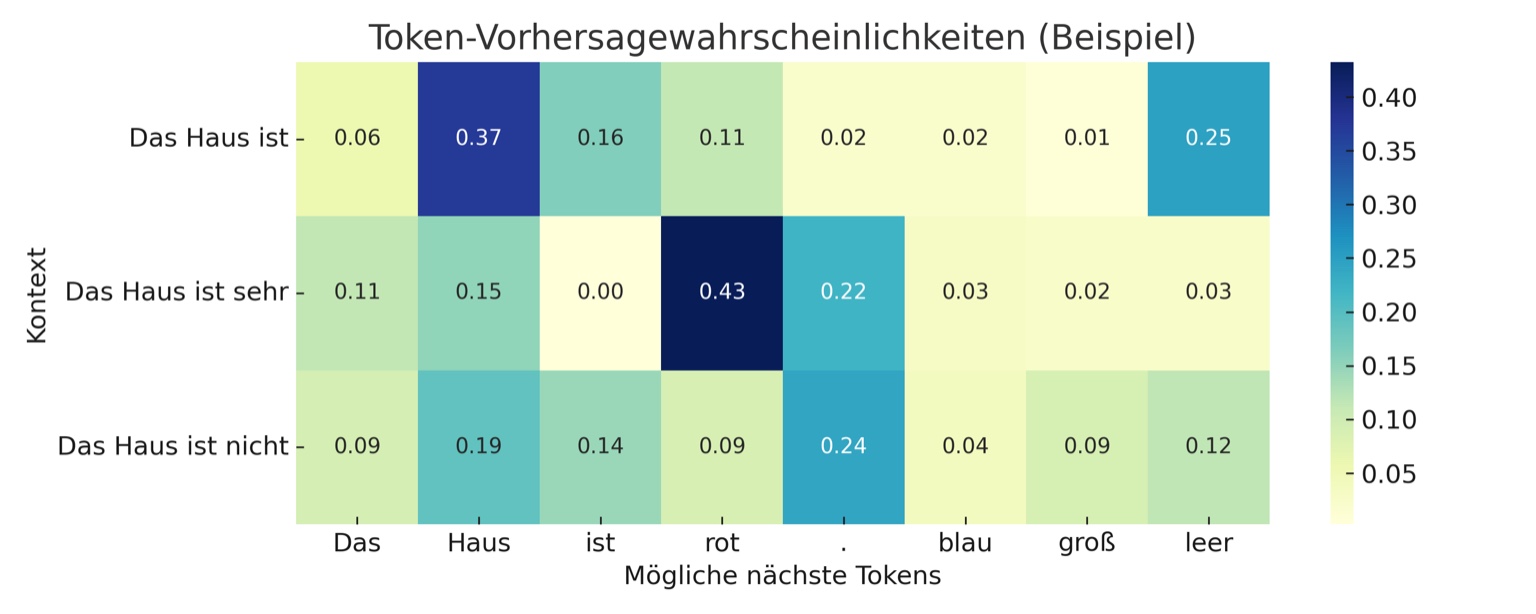 Token-Vorhersagewahrscheinlichkeiten (Beispiel)
Das Haus ist 0.06 0.37 0.16 0.11 0.02 0.02 0.01 0.25
Das Haus ist sehr 0.11 0.15 0.00 0.43 0.22 0.03 0.02 0.03
Das Haus ist nicht 0.09 0.19 0.14 0.09 0.24 0.04 0.09 0.12
Kontext
Das Haus ist rot . blau groß leer
Mögliche nächste Tokens
0.40
0.35
0.30
0.25
0.20
0.15
0.10
0.05